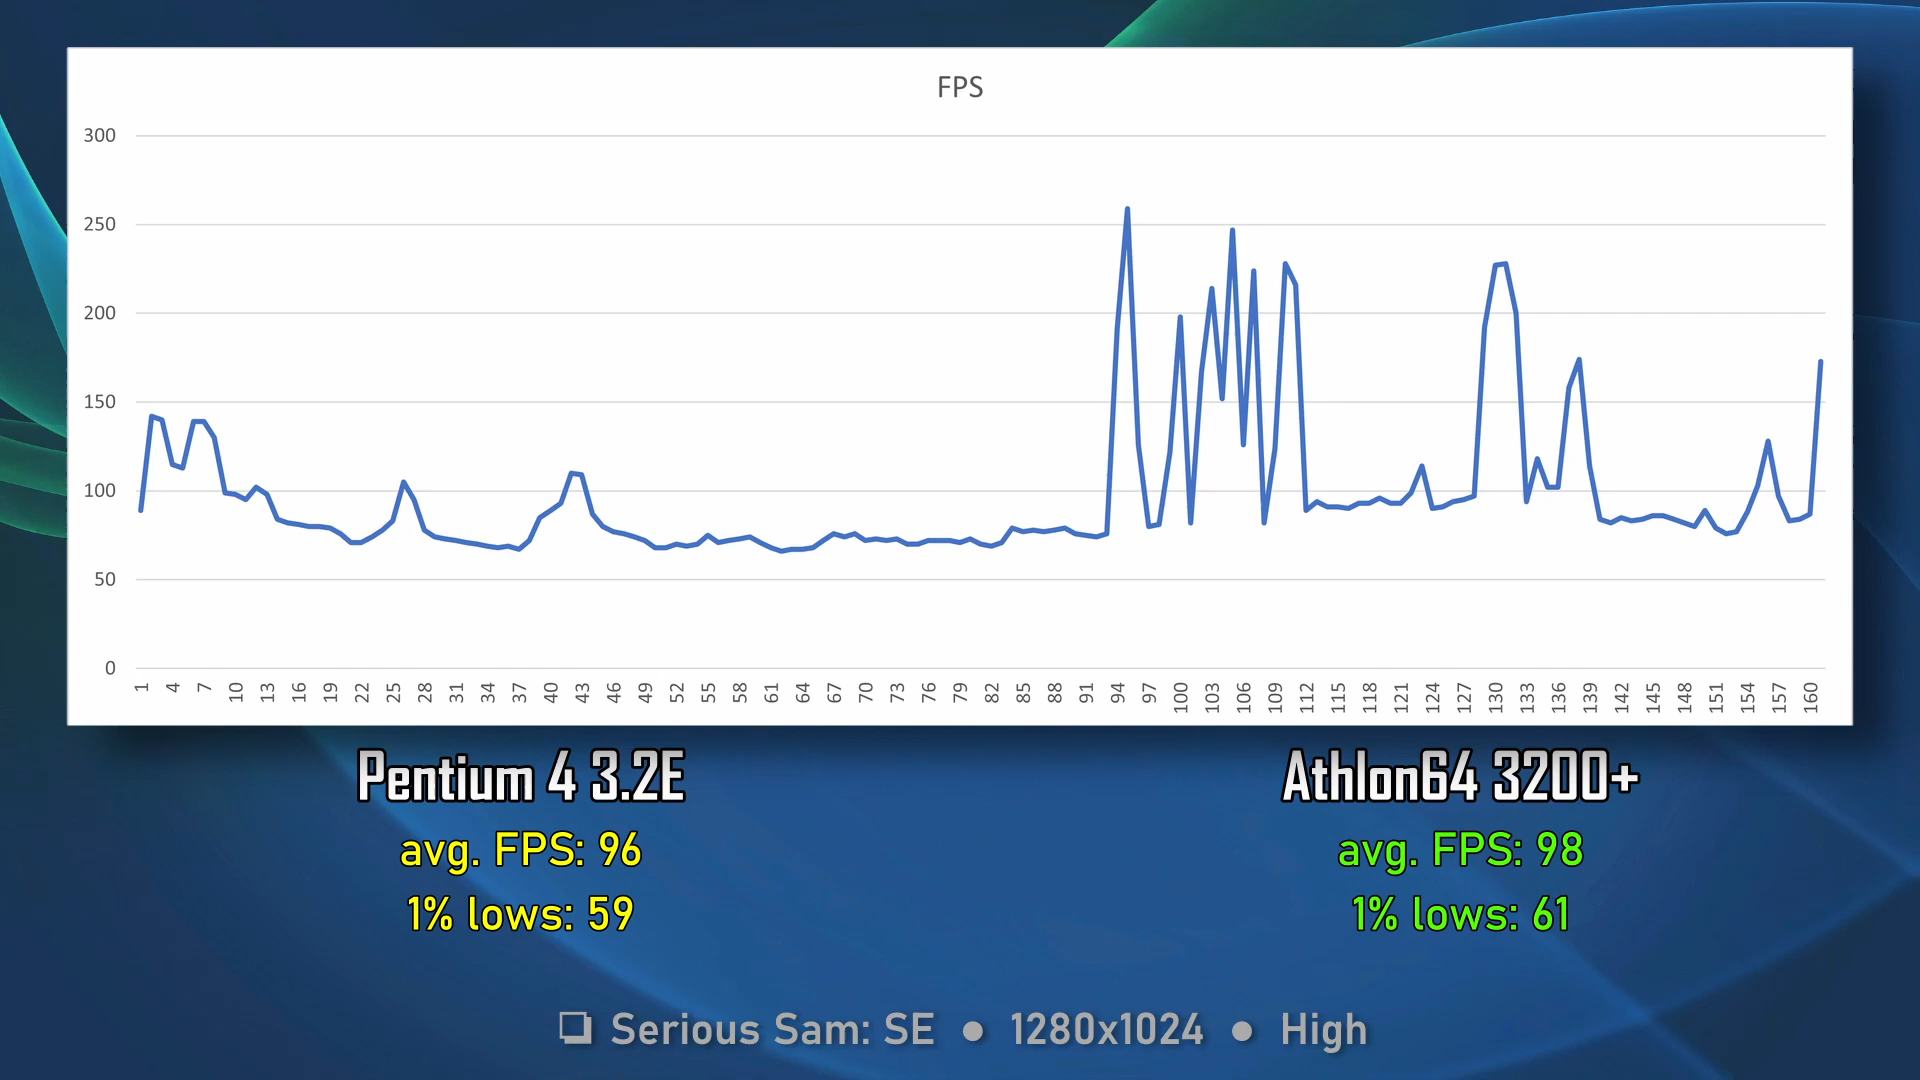 FPS
300
250
200
150
100
50
0
1 4 7 10 13 16 19 22 25 28 31 34 37 40 43 46 49 52 55 58 61 64 67 70 73 76 79 82 85 88 91 94 97 100 103 106 109 112 115 118 121 124 127 130 133 136 139 142 145 148 151 154 157 160
Pentium 4 3.2E
avg. FPS: 96
1% lows: 59
Athlon64 3200+
avg. FPS: 98
1% lows: 61
❏ Serious Sam: SE ● 1280x1024 ● High